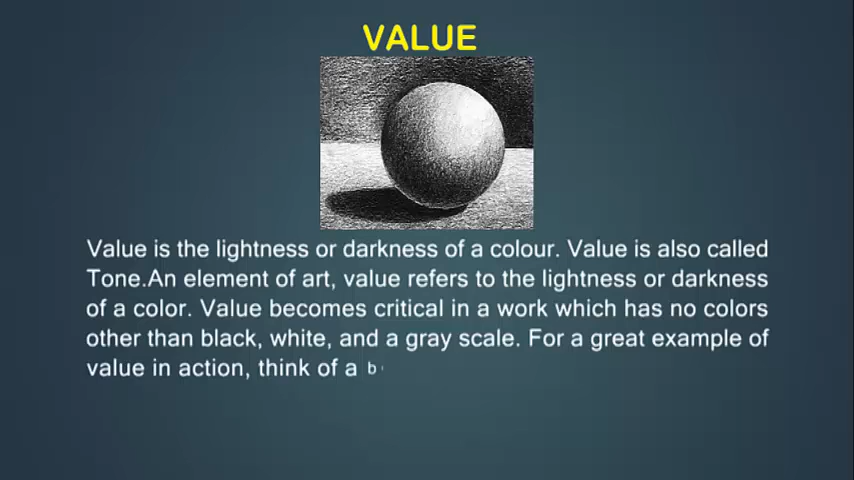 VALUE
Value is the lightness or darkness of a colour. Value is also called
Tone.An element of art, value refers to the lightness or darkness
of a color. Value becomes critical in a work which has no colors
other than black, white, and a gray scale. For a great example of
value in action, think of a b